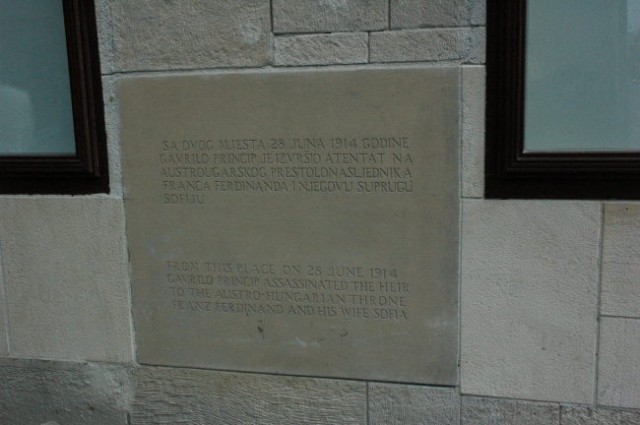 SA OVOG MJESTA 28 JUNA 1914 GODINE
GAVRILO PRINCIP JE IZVRŠIO ATENTAT NA
AUSTROUGARSKOG PRESTOLONASLJEDNIKA
FRANCA FERDINANDA I NJEGOVU SUPRUGU
SOFIJU
FROM THIS PLACE ON 28 JUNE 1914
GAVRILO PRINCIP ASSASSINATED THE HEIR
TO THE AUSTRO-HUNGARIAN THRONE
FRANZ FERDINAND AND HIS WIFE SOFIA